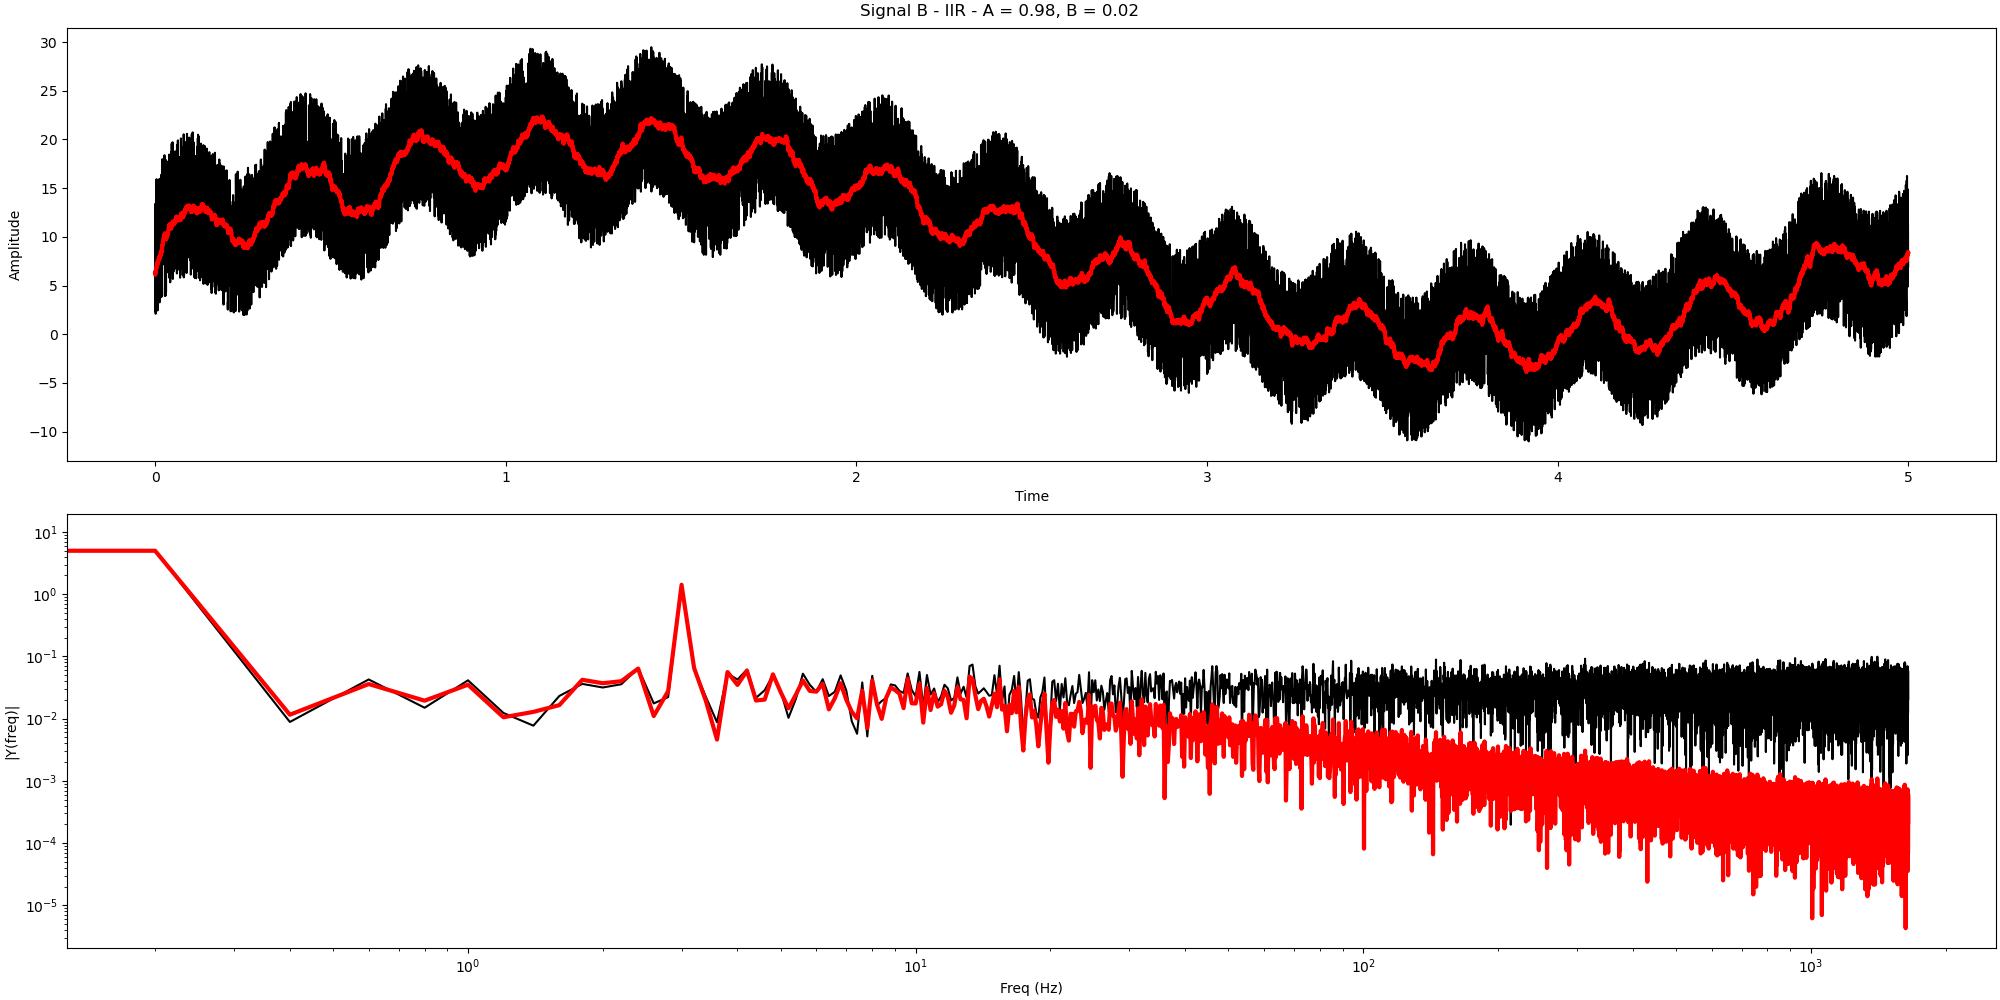 Signal B - IIR - A = 0.98, B = 0.02
Amplitude
30
25
20
15
10
5
0
−5
−10
0 1 2 3 4 5
Time
|Y(freq)|
10¹
10⁰
10⁻¹
10⁻²
10⁻³
10⁻⁴
10⁻⁵
10⁰ 10¹ 10² 10³
Freq (Hz)